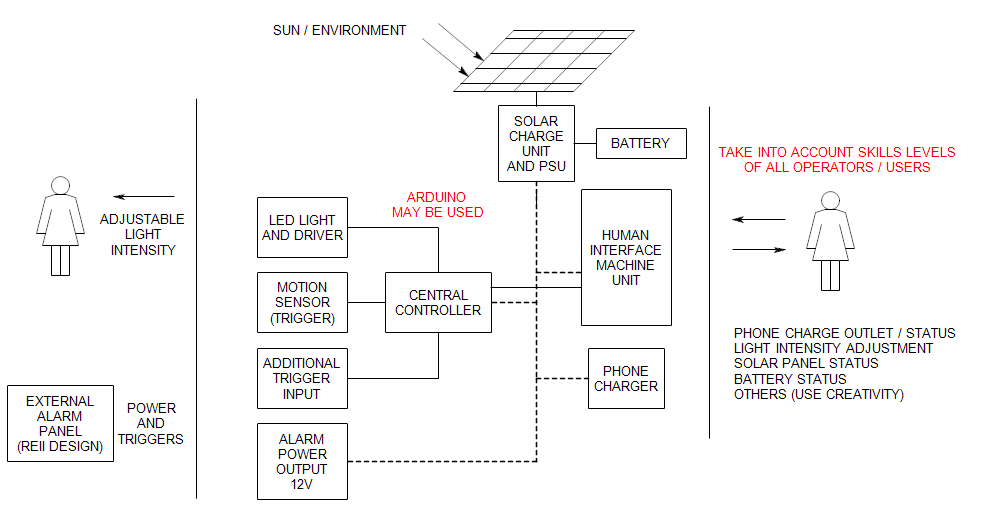 SUN / ENVIRONMENT
SOLAR
CHARGE
UNIT
AND PSU
BATTERY
TAKE INTO ACCOUNT SKILLS LEVELS
OF ALL OPERATORS / USERS
ADJUSTABLE
LIGHT
INTENSITY
LED LIGHT
AND DRIVER
ARDUINO
MAY BE USED
HUMAN
INTERFACE
MACHINE
UNIT
MOTION
SENSOR
(TRIGGER)
CENTRAL
CONTROLLER
ADDITIONAL
TRIGGER
INPUT
PHONE
CHARGER
PHONE CHARGE OUTLET / STATUS
LIGHT INTENSITY ADJUSTMENT
SOLAR PANEL STATUS
BATTERY STATUS
OTHERS (USE CREATIVITY)
EXTERNAL
ALARM
PANEL
(REII DESIGN)
POWER
AND
TRIGGERS
ALARM
POWER
OUTPUT
12V